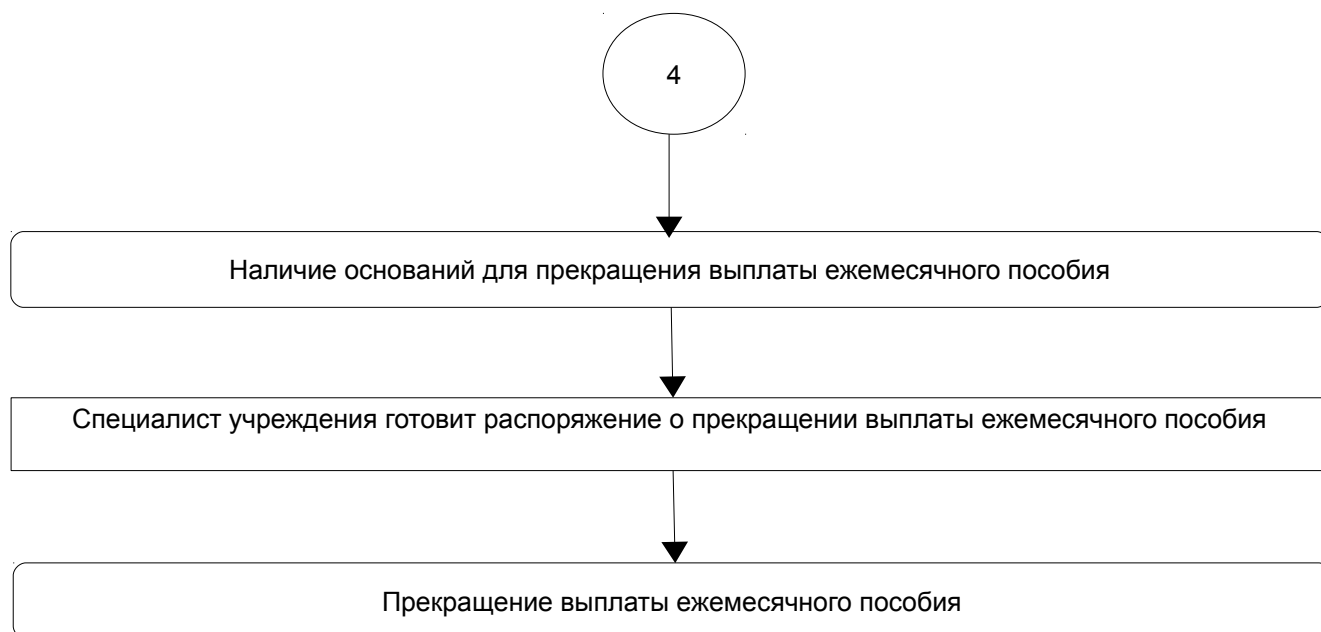 4
Наличие оснований для прекращения выплаты ежемесячного пособия
Специалист учреждения готовит распоряжение о прекращении выплаты ежемесячного пособия
Прекращение выплаты ежемесячного пособия